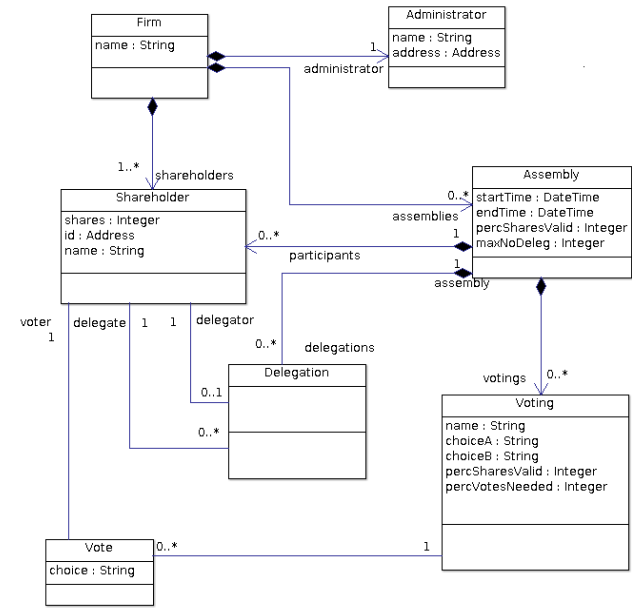 Firm
name : String
Administrator
name : String
address : Address
1
administrator
1..*
shareholders
Shareholder
shares : Integer
id : Address
name : String
Assembly
startTime : DateTime
endTime : DateTime
percSharesValid : Integer
maxNoDeleg : Integer
0..*
assemblies
0..*
1
participants
1
assembly
voter
1
delegate
1
1
delegator
0..*
delegations
Delegation
0..1
0..*
votings
0..*
Voting
name : String
choiceA : String
choiceB : String
percSharesValid : Integer
percVotesNeeded : Integer
Vote
choice : String
0..*
1